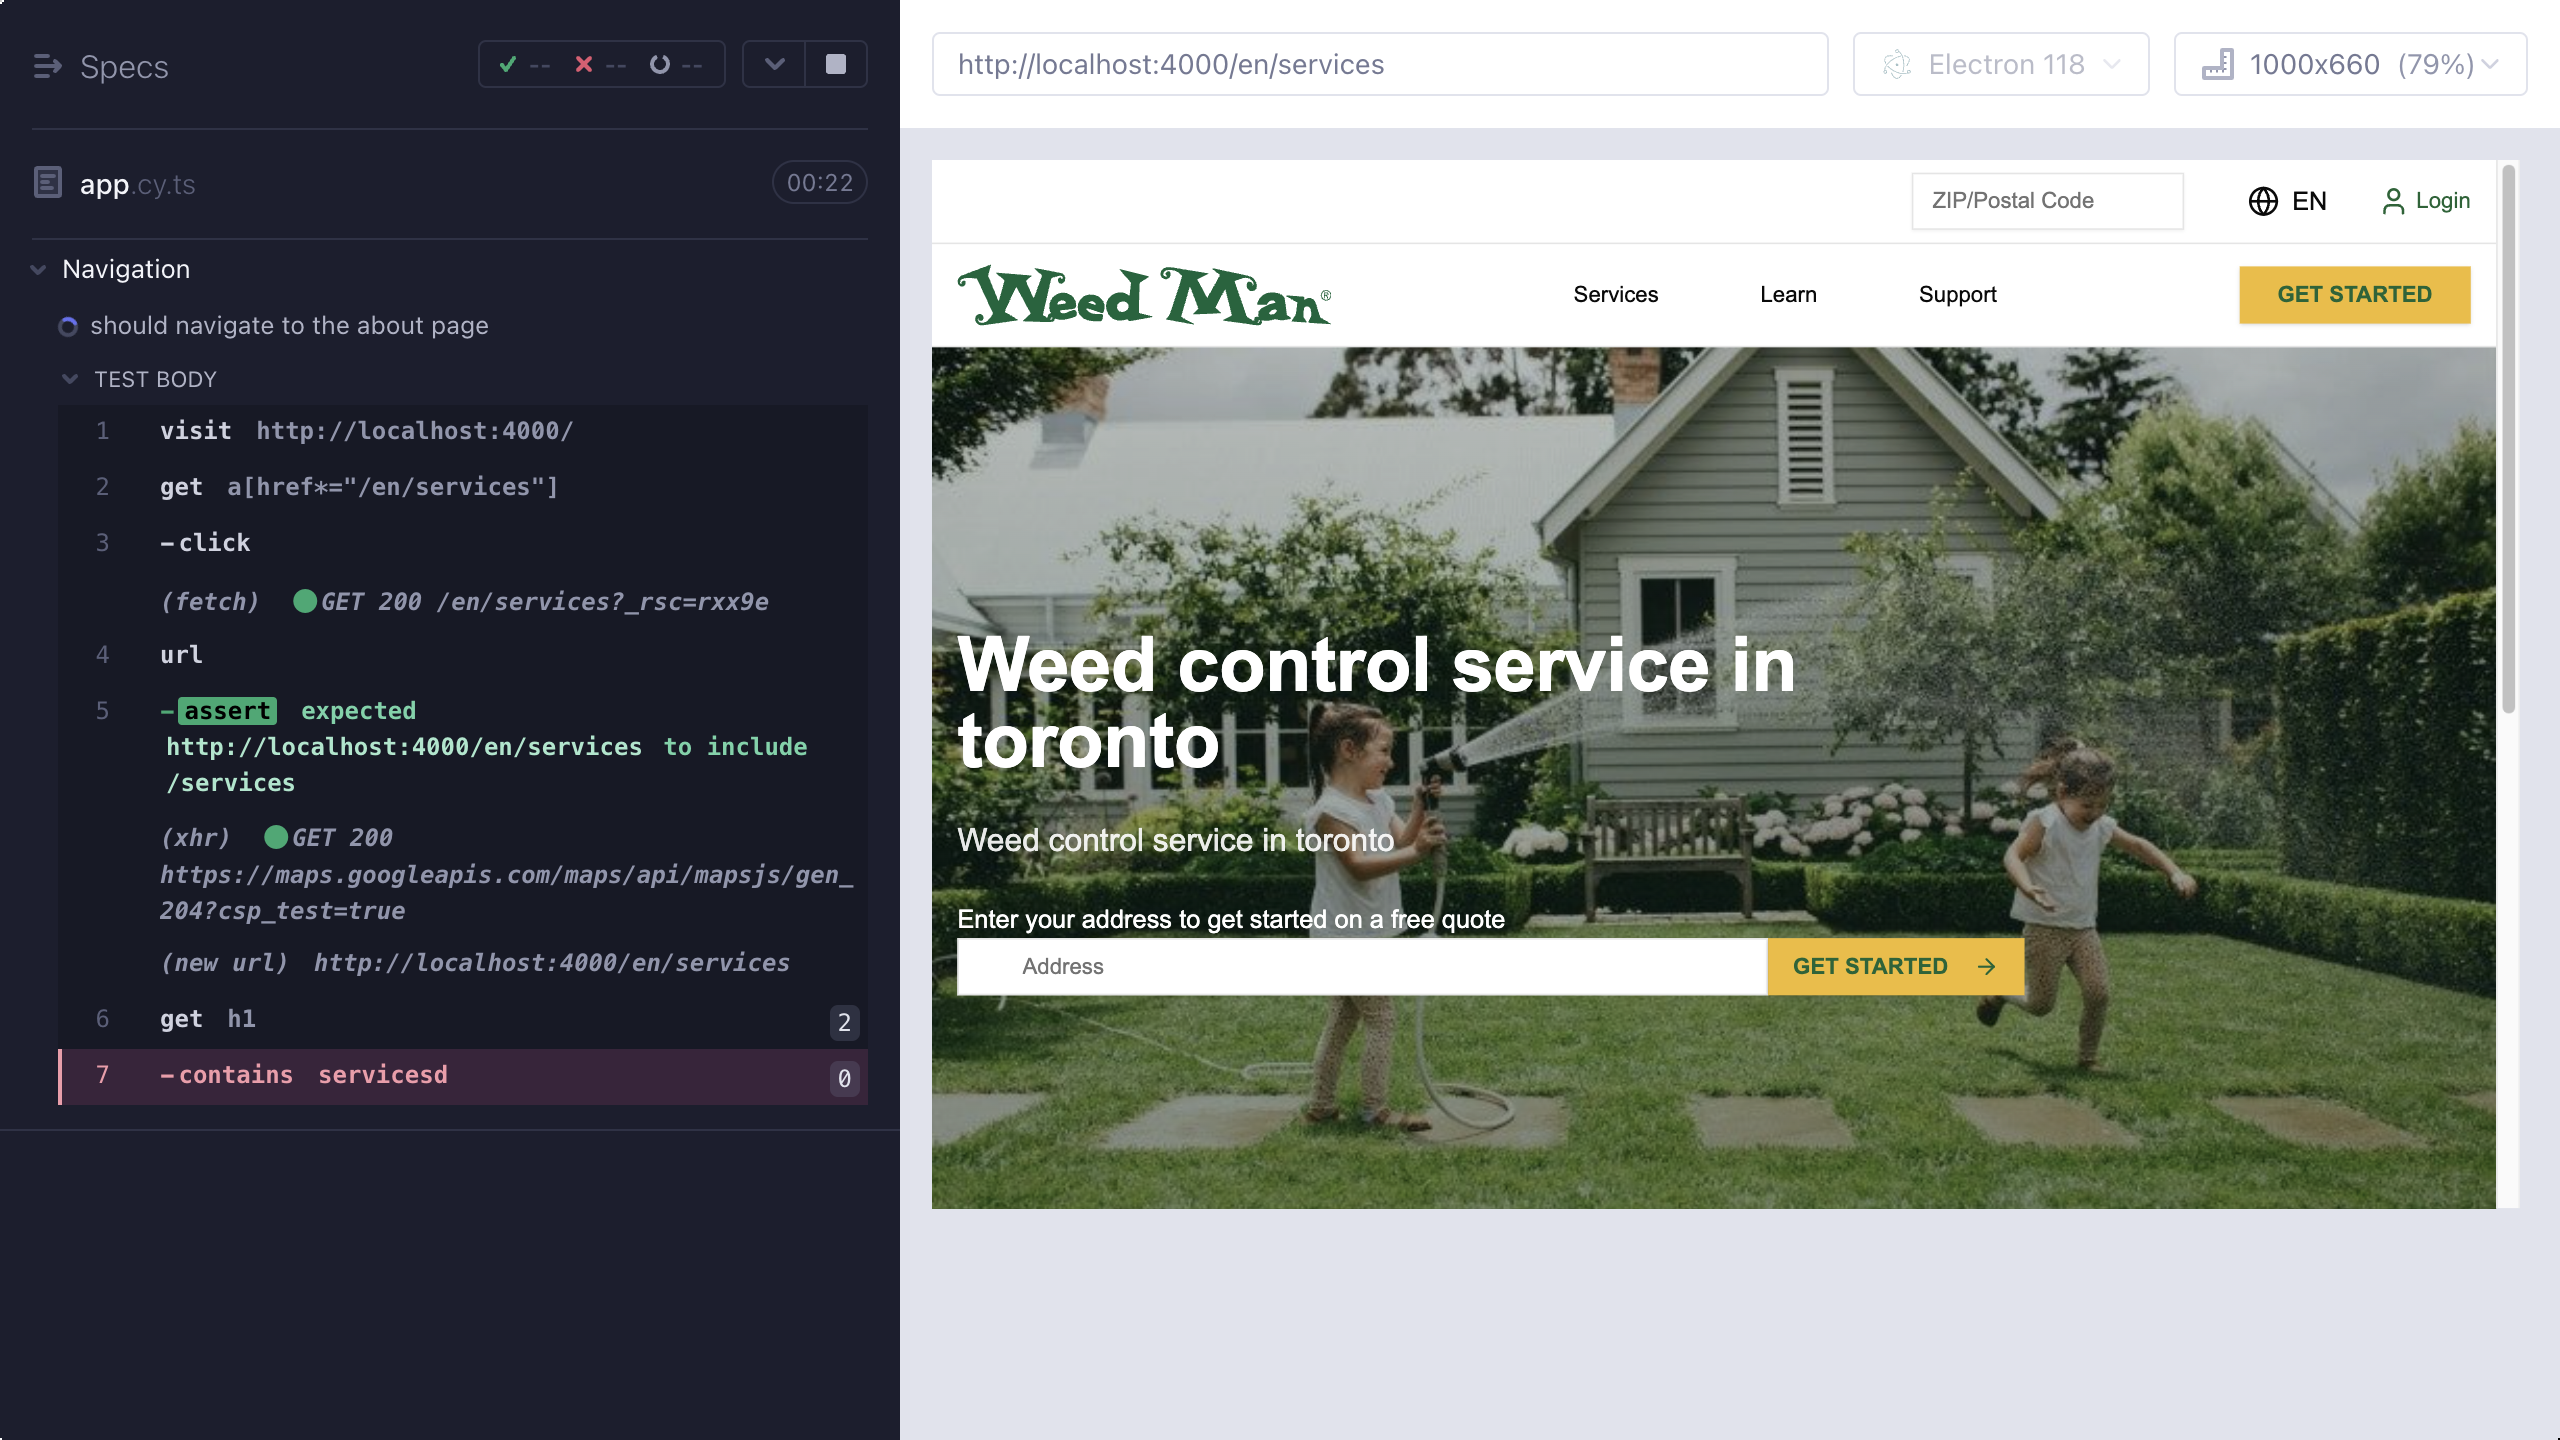 Specs
-- -- --
app.cy.ts
00:22
Navigation
should navigate to the about page
TEST BODY
1 visit http://localhost:4000/
2 get a[href*="/en/services"]
3 -click
(fetch) GET 200 /en/services?_rsc=rxx9e
4 url
5 -assert expected
http://localhost:4000/en/services to include
/services
(xhr) GET 200
https://maps.googleapis.com/maps/api/mapsjs/gen_
204?csp_test=true
(new url) http://localhost:4000/en/services
6 get h1 2
7 -contains servicesd 0
http://localhost:4000/en/services
Electron 118
1000x660 (79%)
ZIP/Postal Code
EN
Login
Weed Man®
Services
Learn
Support
GET STARTED
Weed control service in
toronto
Weed control service in toronto
Enter your address to get started on a free quote
Address
GET STARTED